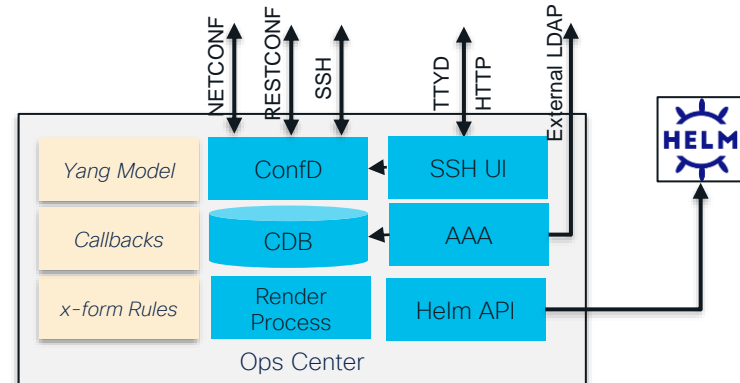 NETCONF
RESTCONF
SSH
TTYD
HTTP
External LDAP
HELM
Yang Model
ConfD
SSH UI
Callbacks
CDB
AAA
x-form Rules
Render
Process
Helm API
Ops Center